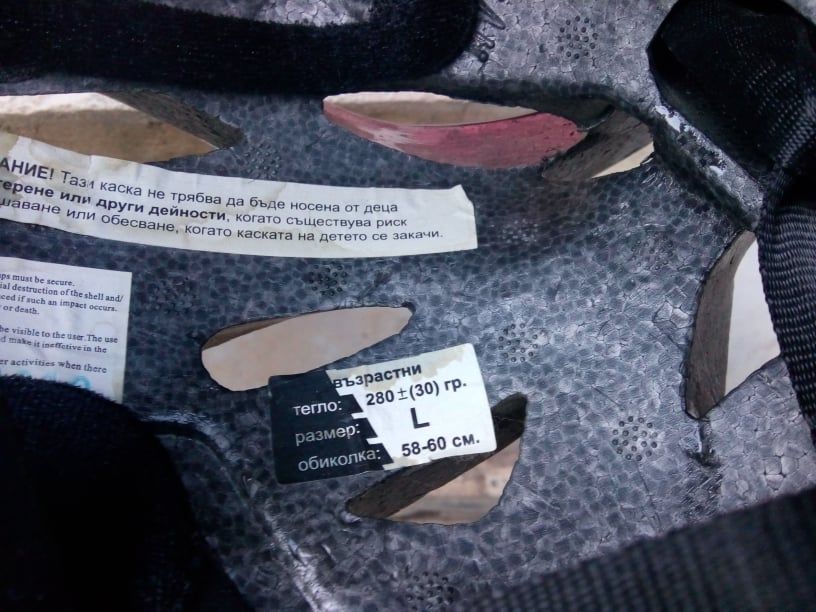 АНИЕ! Тази каска не трябва да бъде носена от деца
терене или други дейности, когато съществува риск
шаване или обесване, когато каската на детето се закачи.
ps must be secure.
ial destruction of the shell and/
ced if such an impact occurs.
or death.
be visible to the user. The use
d make it ineffetive in the
er activities when there
възрастни
тегло: 280±(30) гр.
размер: L
обиколка: 58-60 см.